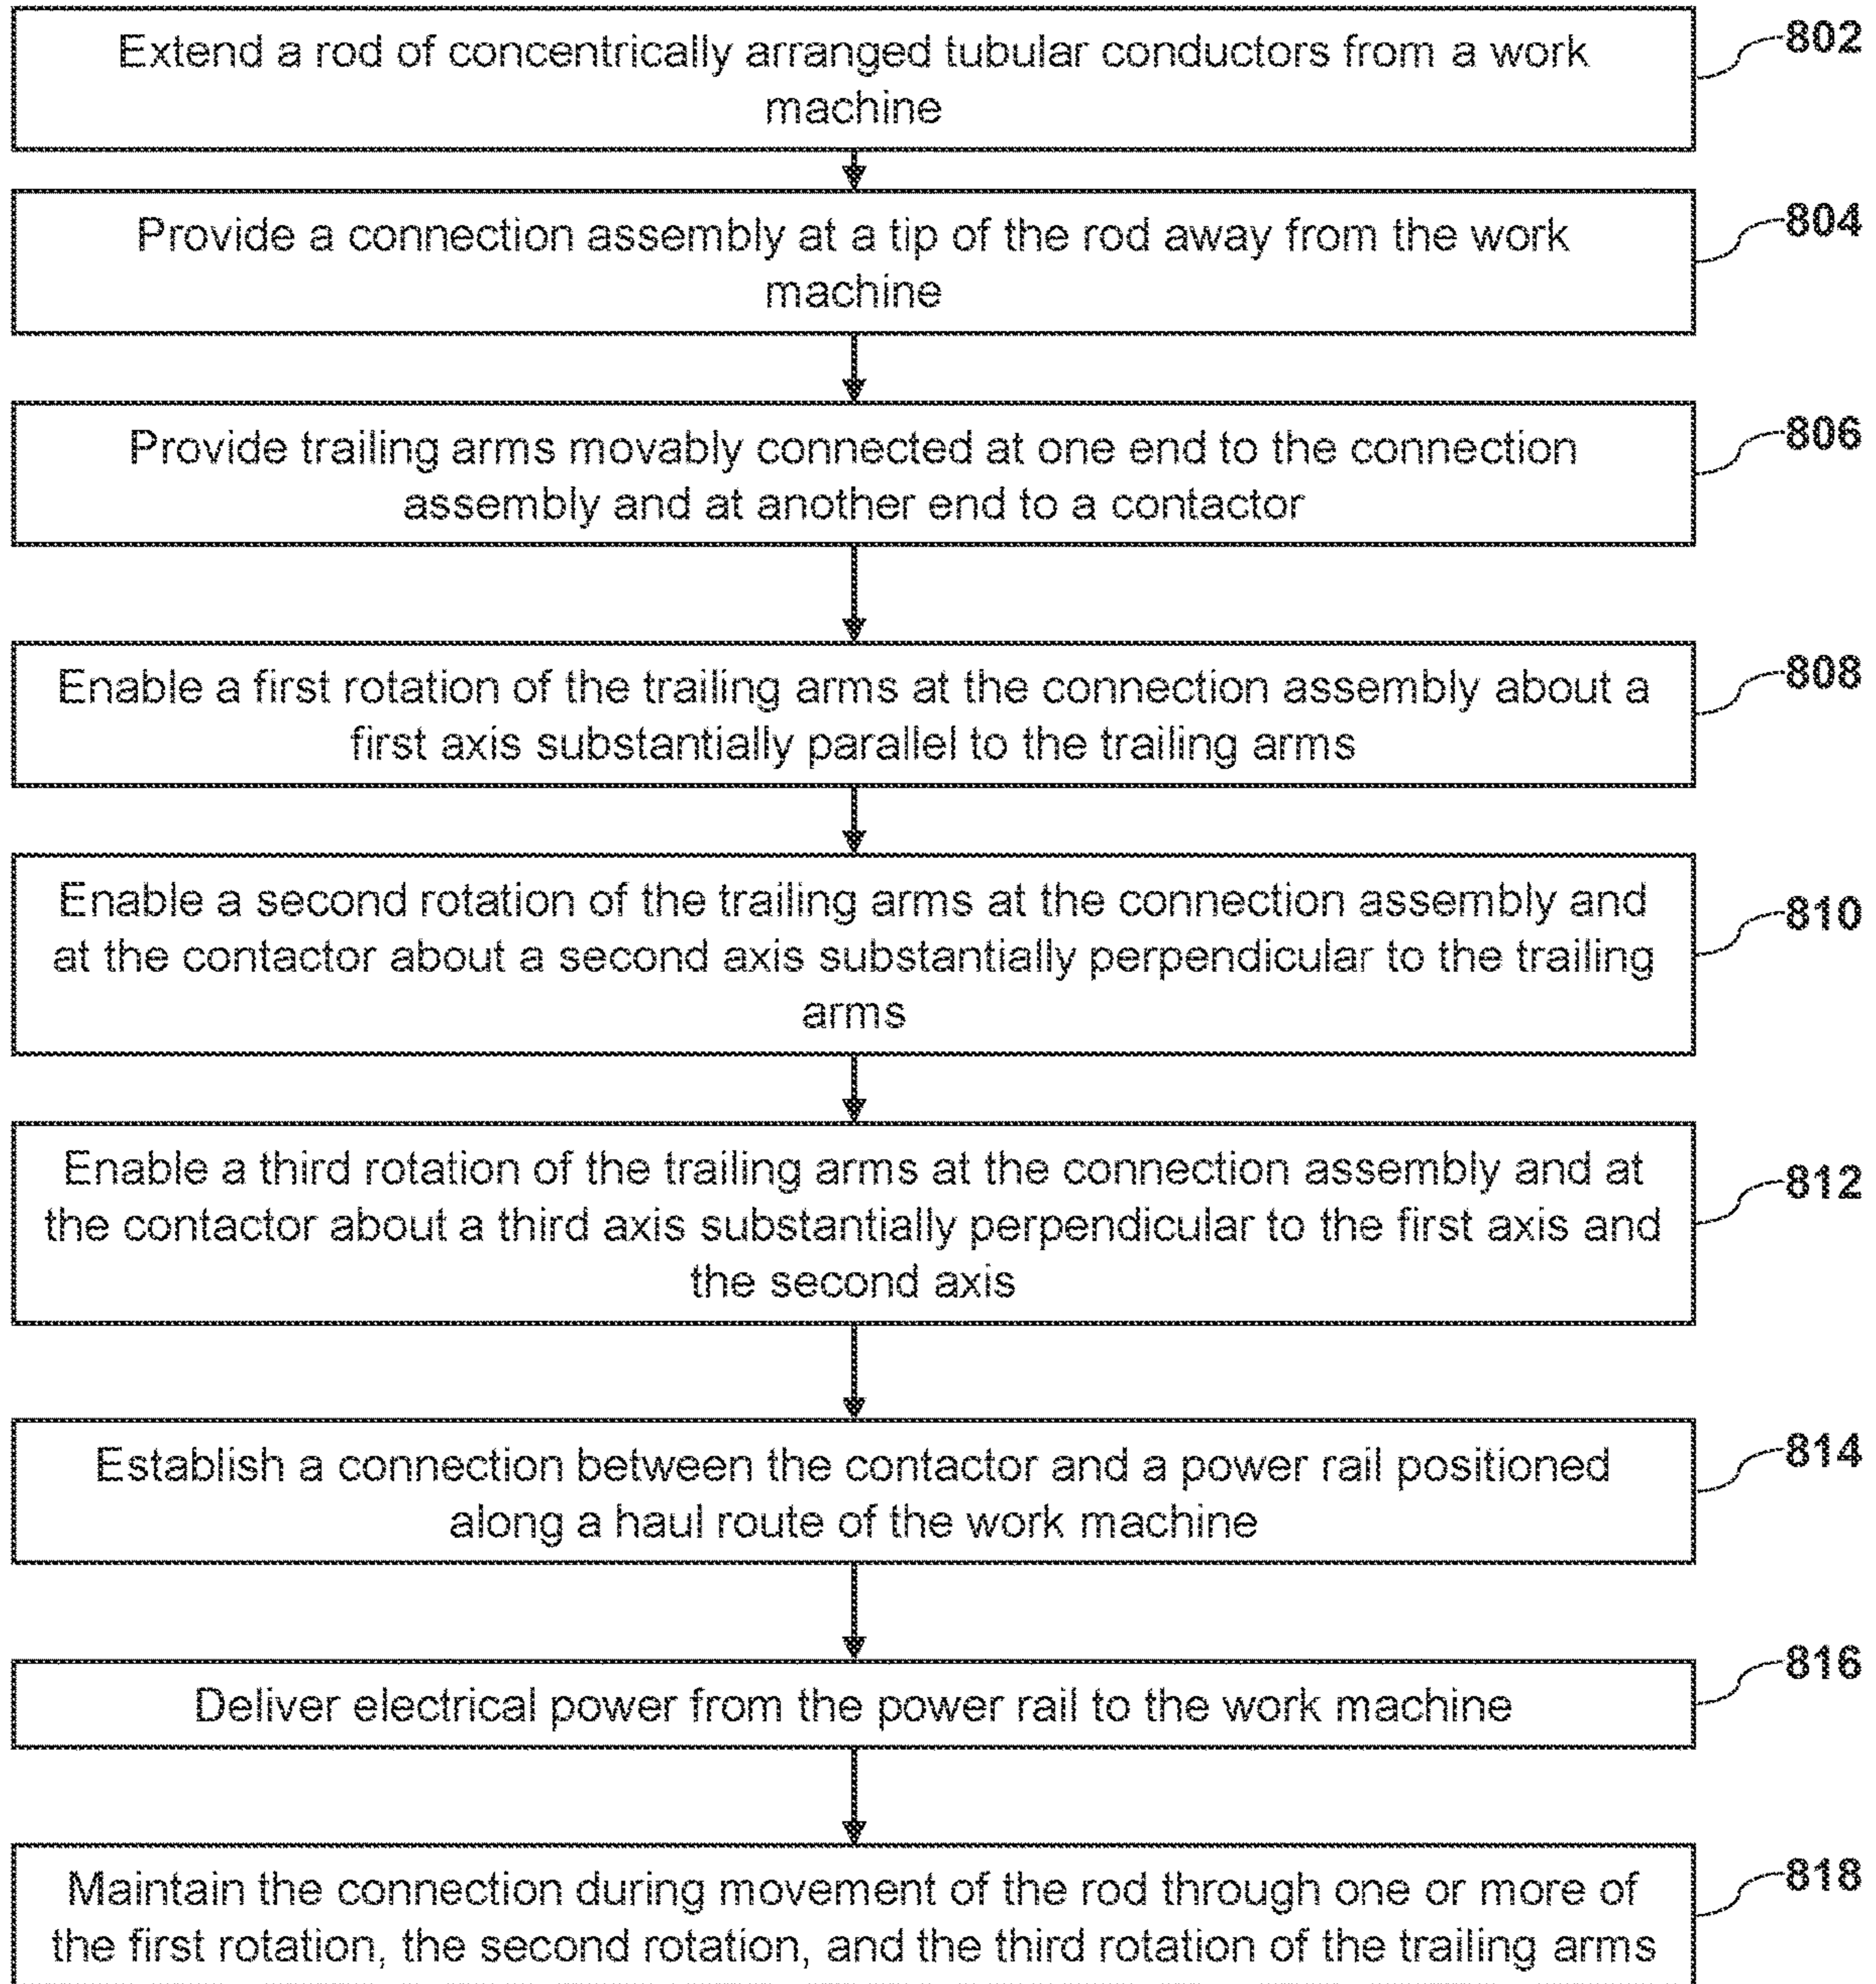 Extend a rod of concentrically arranged tubular conductors from a work
machine
802
Provide a connection assembly at a tip of the rod away from the work
machine
804
Provide trailing arms movably connected at one end to the connection
assembly and at another end to a contactor
806
Enable a first rotation of the trailing arms at the connection assembly about a
first axis substantially parallel to the trailing arms
808
Enable a second rotation of the trailing arms at the connection assembly and
at the contactor about a second axis substantially perpendicular to the trailing
arms
810
Enable a third rotation of the trailing arms at the connection assembly and at
the contactor about a third axis substantially perpendicular to the first axis and
the second axis
812
Establish a connection between the contactor and a power rail positioned
along a haul route of the work machine
814
Deliver electrical power from the power rail to the work machine
816
Maintain the connection during movement of the rod through one or more of
the first rotation, the second rotation, and the third rotation of the trailing arms
818